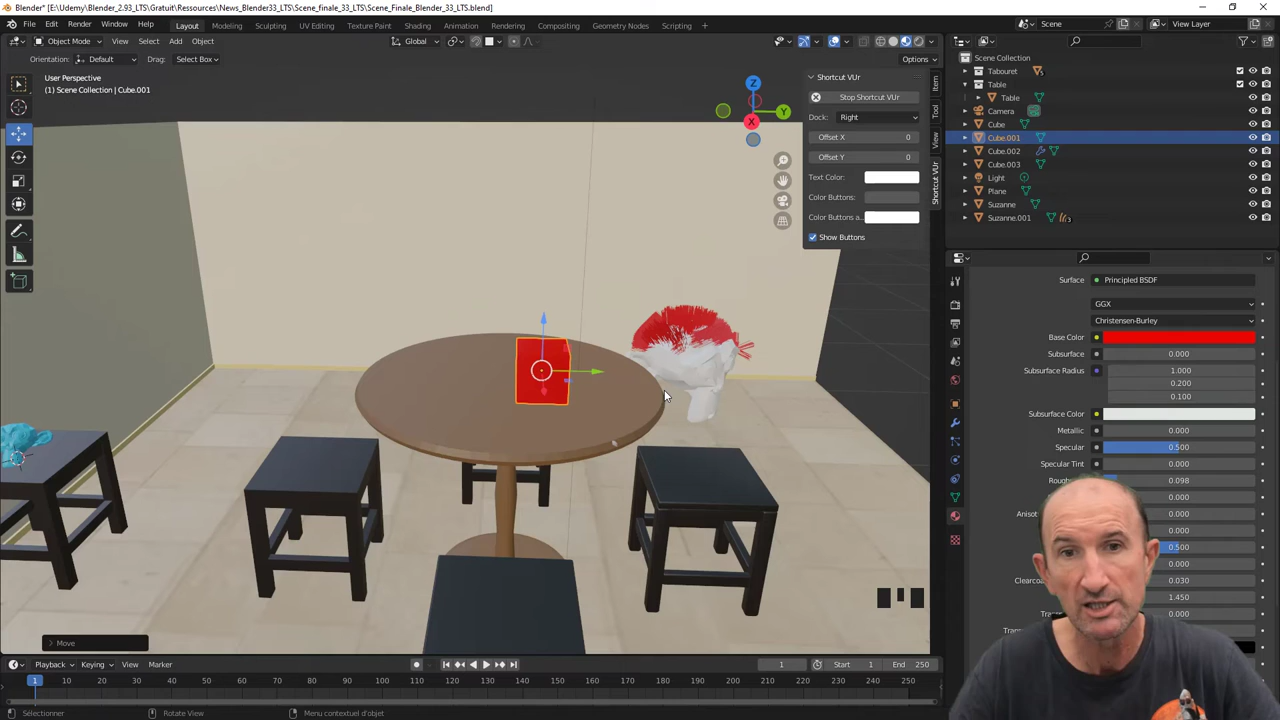 Blender* [E:\Udemy\Blender_2.93_LTS\Gratuit\Ressources\News_Blender33_LTS\Scene_finale_33_LTS\Scene_Finale_Blender_33_LTS.blend]
File Edit Render Window Help Layout Modeling Sculpting UV Editing Texture Paint Shading Animation Rendering Compositing Geometry Nodes Scripting + Scene View Layer
Object Mode View Select Add Object Global
Orientation: Default Drag: Select Box Options
User Perspective
(1) Scene Collection | Cube.001
Z
Y
X
Shortcut VUr
Stop Shortcut VUr
Dock: Right
Offset X 0
Offset Y 0
Text Color:
Color Buttons:
Color Buttons a...
Show Buttons
Item
Tool
View
Shortcut VUr
Scene Collection
Tabouret 5
Table
Table
Camera
Cube
Cube.001
Cube.002
Cube.003
Light
Plane
Suzanne
Suzanne.001 3
Surface Principled BSDF
GGX
Christensen-Burley
Base Color
Subsurface 0.000
Subsurface Radius 1.000
0.200
0.100
Subsurface Color
Metallic 0.000
Specular 0.500
Specular Tint 0.000
0.098
0.000
0.000
0.500
0.000
0.030
1.450
0.000
Move
Playback Keying View Marker 1 Start 1 End 250
1 10 20 30 40 50 60 70 80 90 100 110 120 130 140 150 160 170 180 190 200 210 220 230 240 250
Sélectionner Rotate View Menu contextuel d'objet